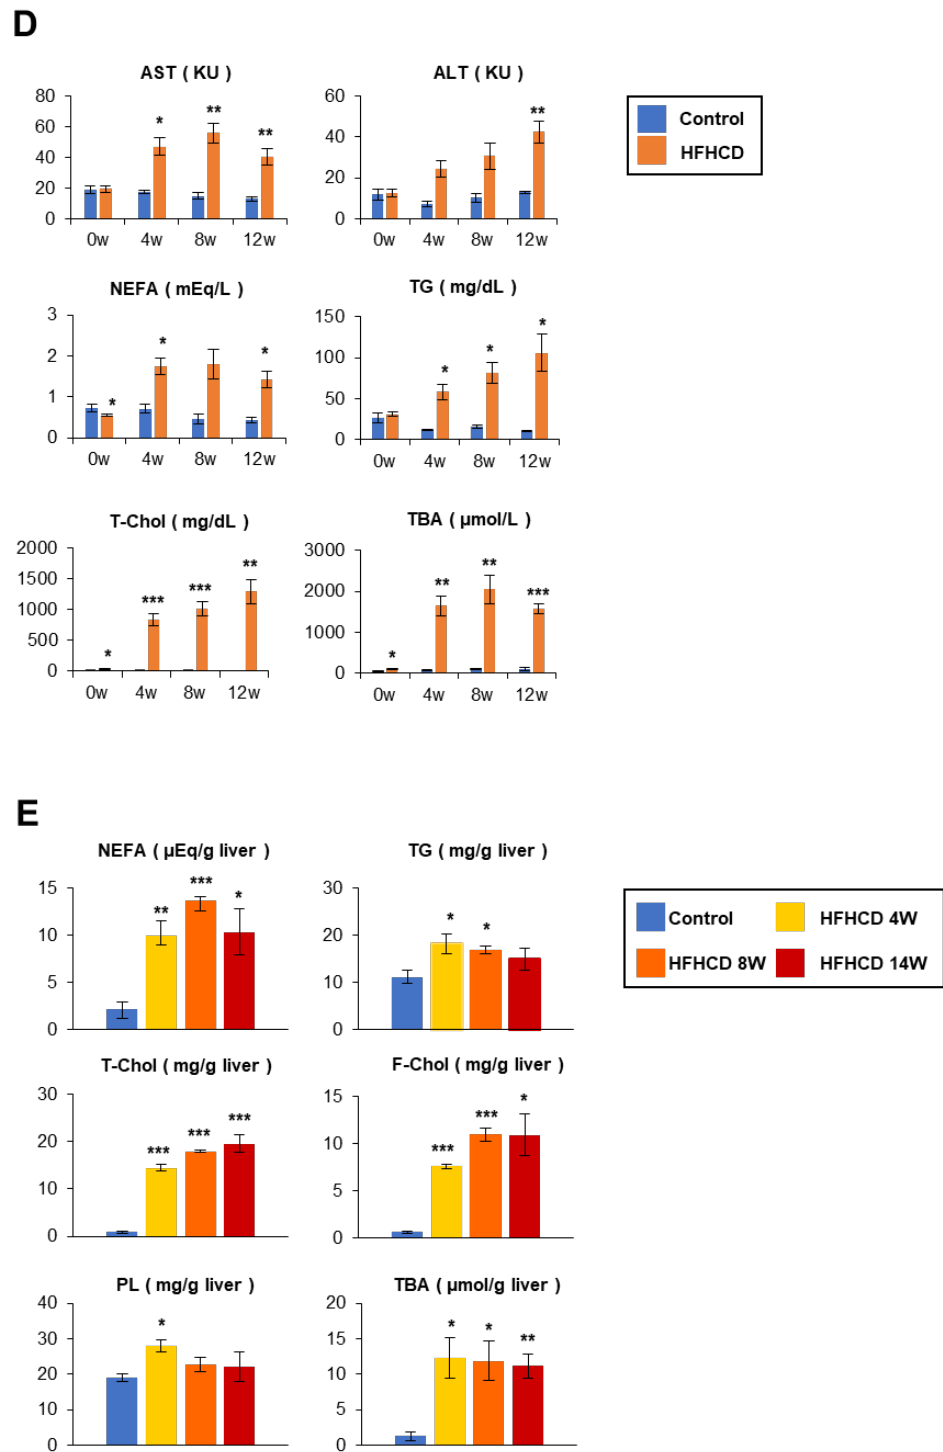 D
AST ( KU )
80
60
40
20
0
* ** **
0w 4w 8w 12w
ALT ( KU )
60
40
20
0
**
0w 4w 8w 12w
Control
HFHCD
NEFA ( mEq/L )
3
2
1
0
* * *
0w 4w 8w 12w
TG ( mg/dL )
150
100
50
0
* * *
0w 4w 8w 12w
T-Chol ( mg/dL )
2000
1500
1000
500
0
* *** *** **
0w 4w 8w 12w
TBA ( µmol/L )
3000
2000
1000
0
* ** ** ***
0w 4w 8w 12w
E
NEFA ( µEq/g liver )
15
10
5
0
** *** *
TG ( mg/g liver )
30
20
10
0
* *
Control HFHCD 4W
HFHCD 8W HFHCD 14W
T-Chol ( mg/g liver )
30
20
10
0
*** *** ***
F-Chol ( mg/g liver )
15
10
5
0
*** *** *
PL ( mg/g liver )
40
30
20
10
0
*
TBA ( µmol/g liver )
20
15
10
5
0
* * **